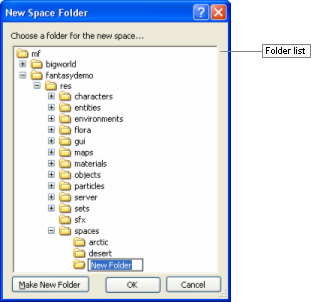 New Space Folder
Choose a folder for the new space...
Folder list
mf
bigworld
fantasydemo
res
characters
entities
environments
flora
gui
maps
materials
objects
particles
server
sets
sfx
spaces
arctic
desert
New Folder
Make New Folder
OK
Cancel